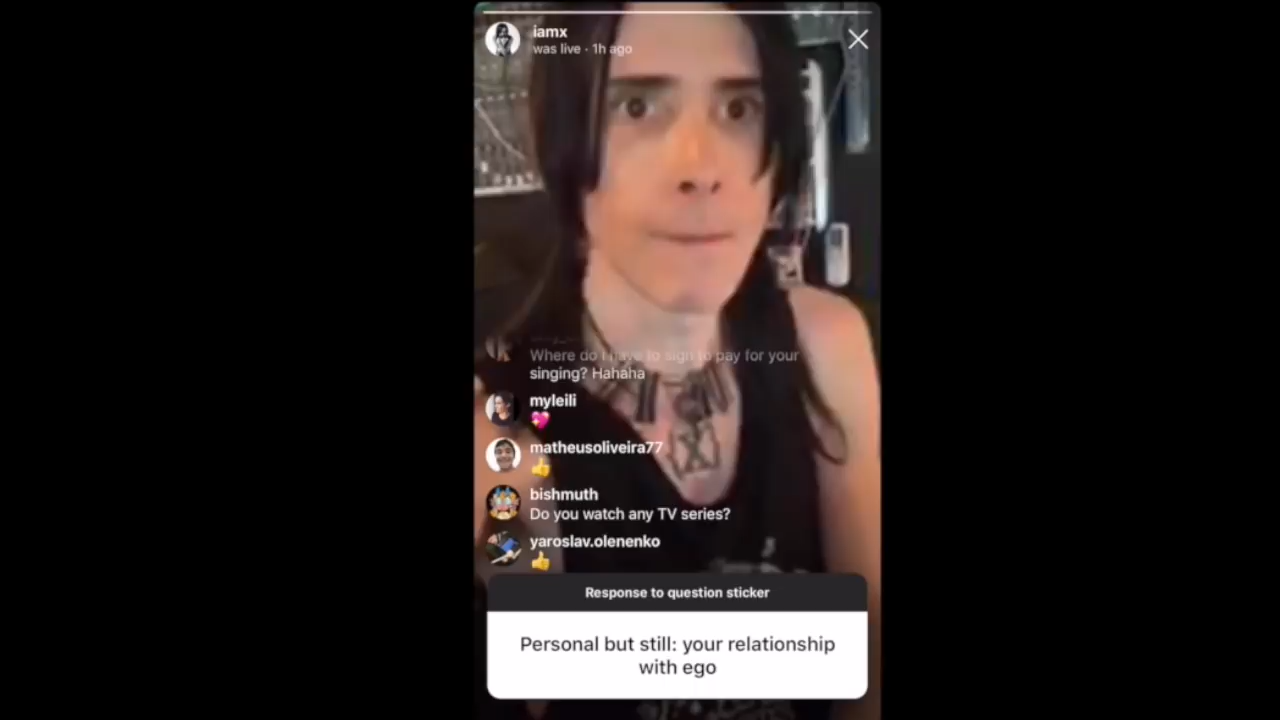 iamx
was live · 1h ago
Where do I have to sign to pay for your
singing? Hahaha
myleili
💖
matheusoliveira77
👍
bishmuth
Do you watch any TV series?
yaroslav.olenenko
👍
Response to question sticker
Personal but still: your relationship
with ego